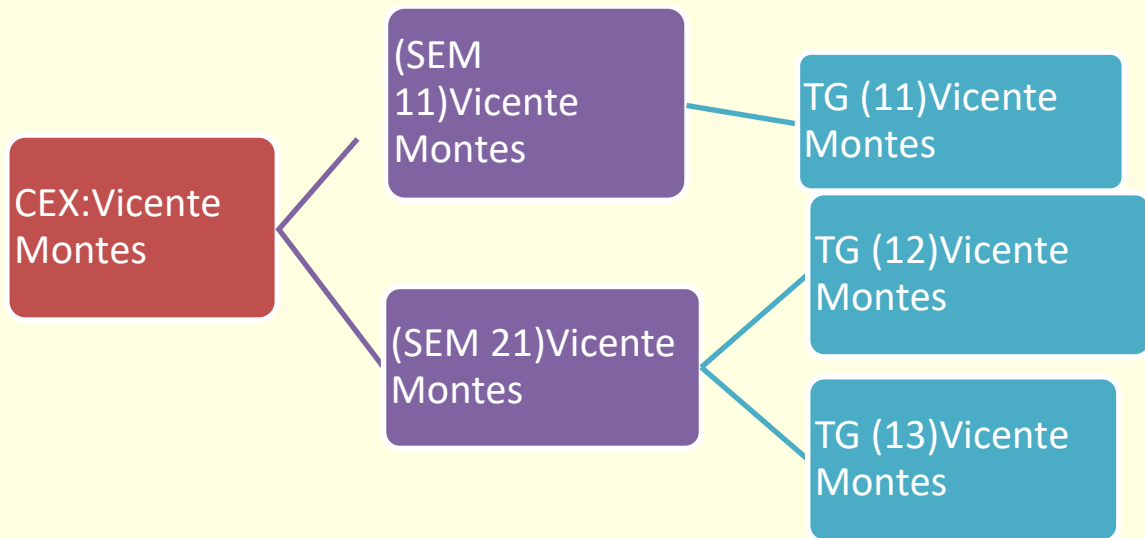 CEX:Vicente
Montes
(SEM
11)Vicente
Montes
(SEM 21)Vicente
Montes
TG (11)Vicente
Montes
TG (12)Vicente
Montes
TG (13)Vicente
Montes